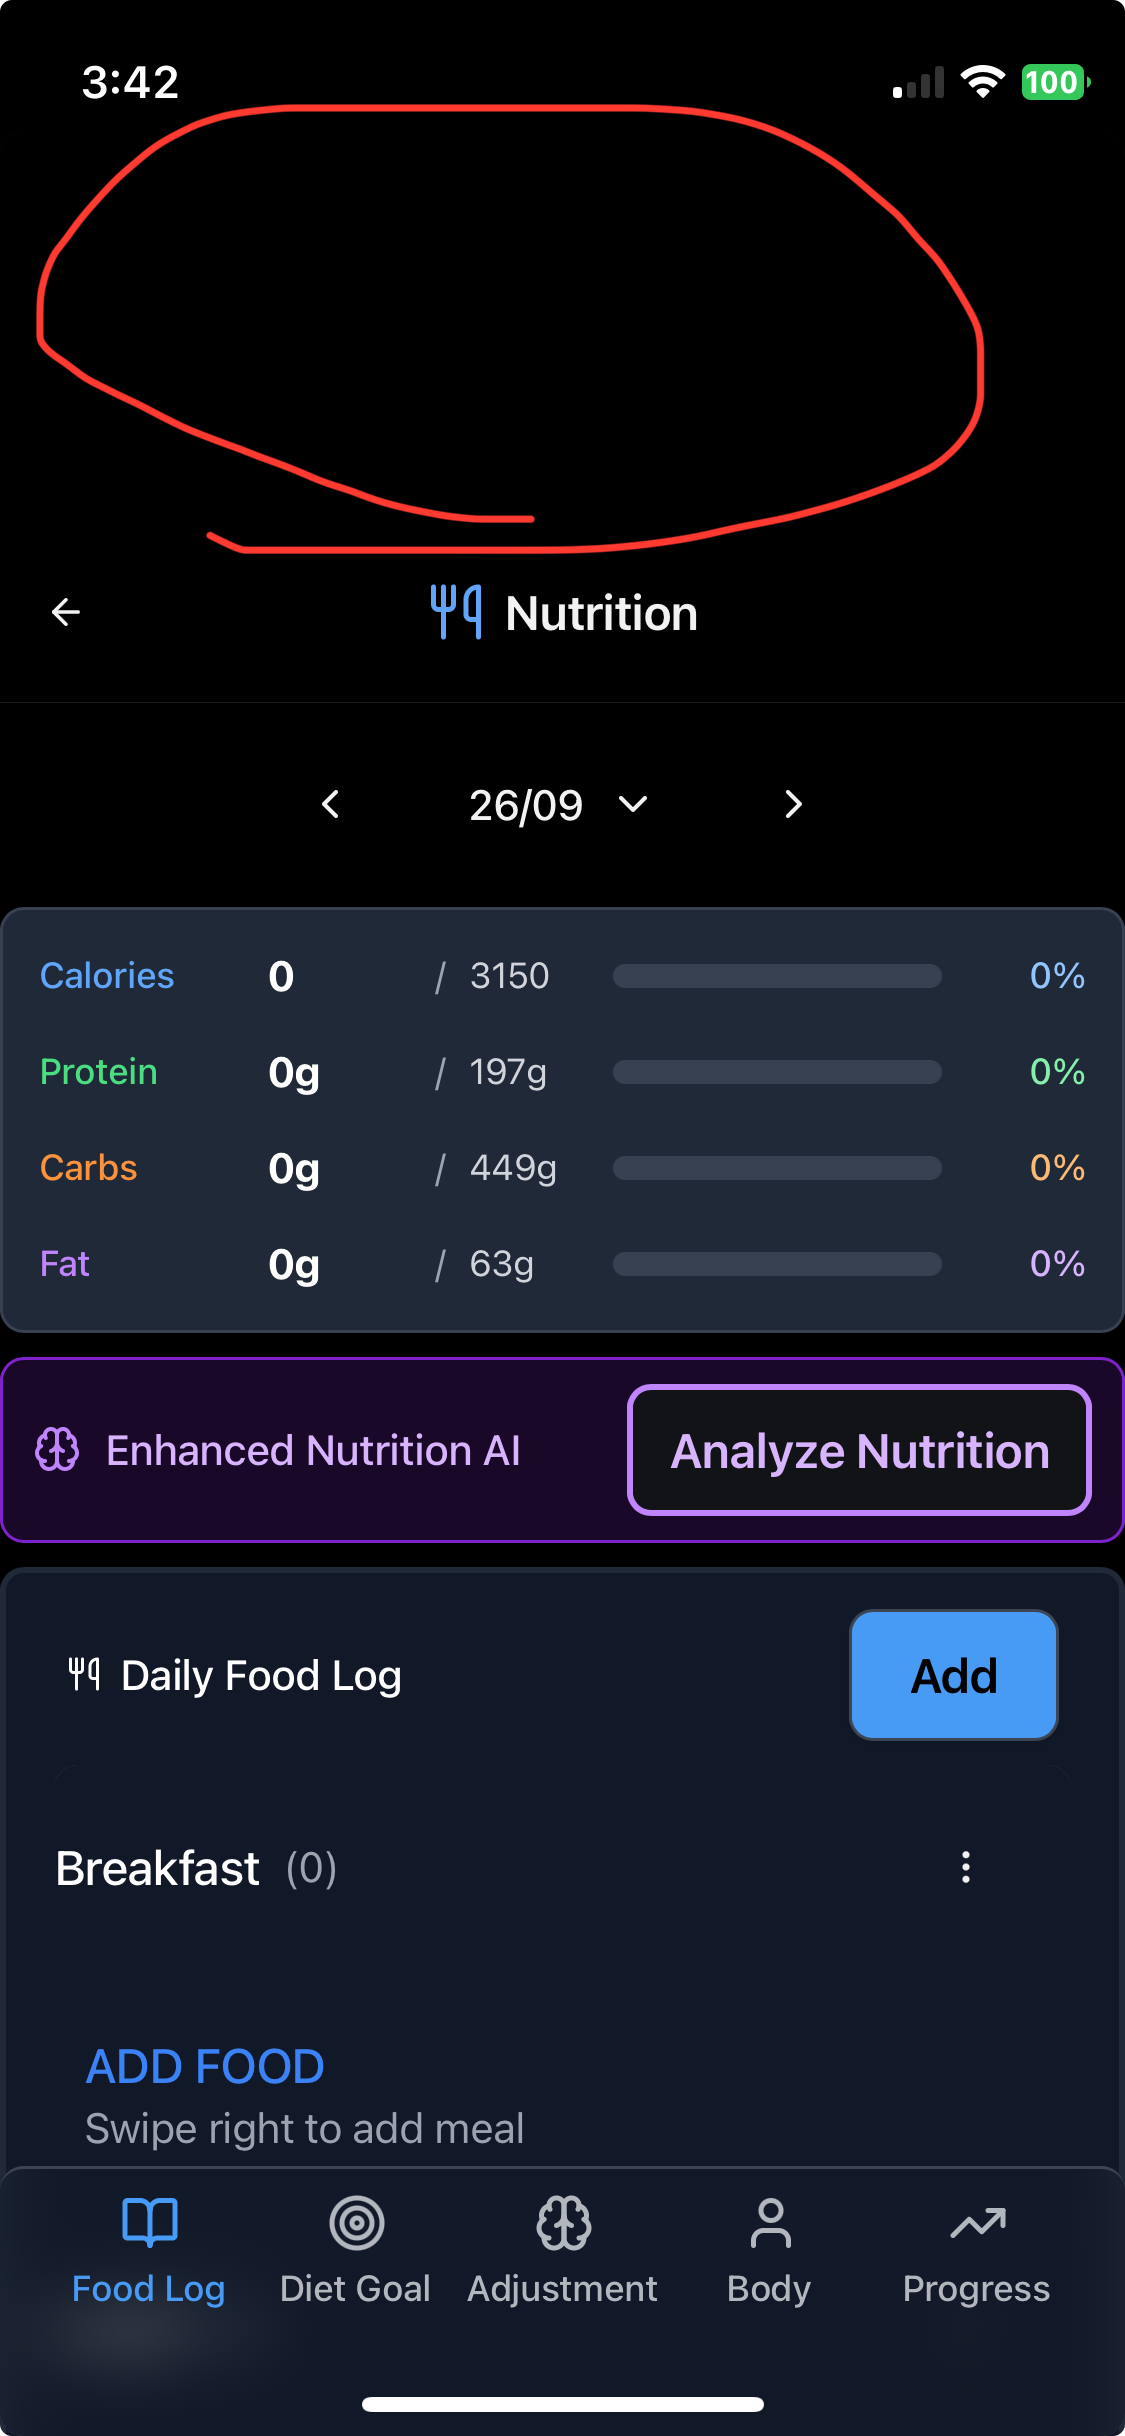 3:42
100
Nutrition
26/09
Calories 0 / 3150 0%
Protein 0g / 197g 0%
Carbs 0g / 449g 0%
Fat 0g / 63g 0%
Enhanced Nutrition AI Analyze Nutrition
Daily Food Log Add
Breakfast (0)
ADD FOOD
Swipe right to add meal
Food Log Diet Goal Adjustment Body Progress